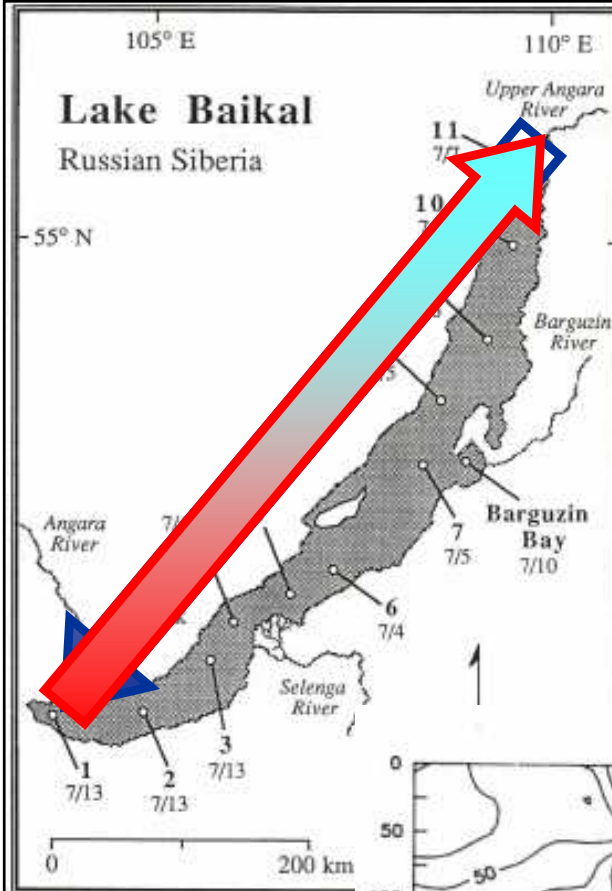 105° E
110° E
Lake Baikal
Russian Siberia
Upper Angara
River
11
10
55° N
Barguzin
River
Angara
River
Barguzin
Bay
7/10
7
7/5
6
7/4
Selenga
River
3
7/13
2
7/13
1
7/13
0
200 km
0
50
50